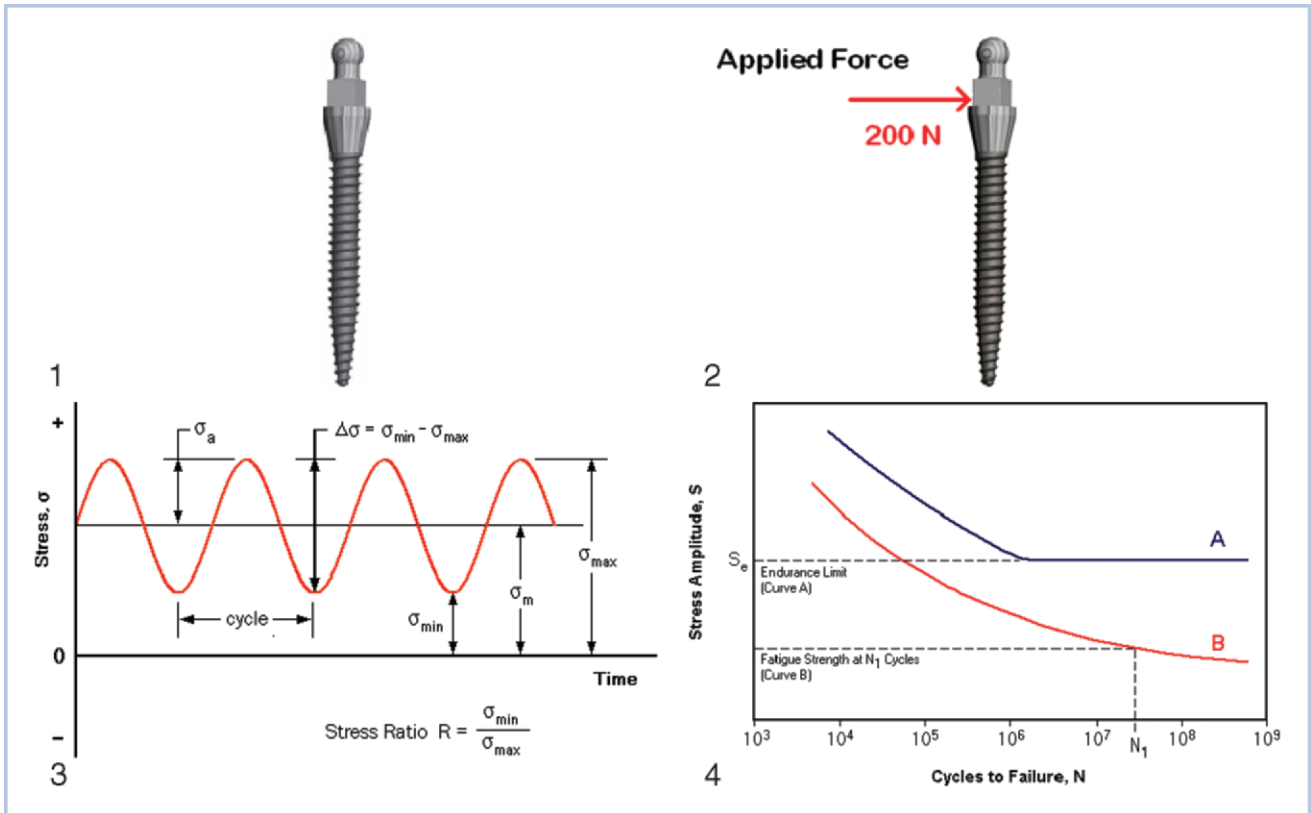 Applied Force
200 N
1
2
+
σa
Δσ = σmin - σmax
Stress, σ
σmax
σm
cycle
σmin
0
Time
–
Stress Ratio R = σmin / σmax
3
Stress Amplitude, S
A
Se
Endurance Limit
(Curve A)
B
Fatigue Strength at N1 Cycles
(Curve B)
10³ 10⁴ 10⁵ 10⁶ 10⁷ N1 10⁸ 10⁹
Cycles to Failure, N
4